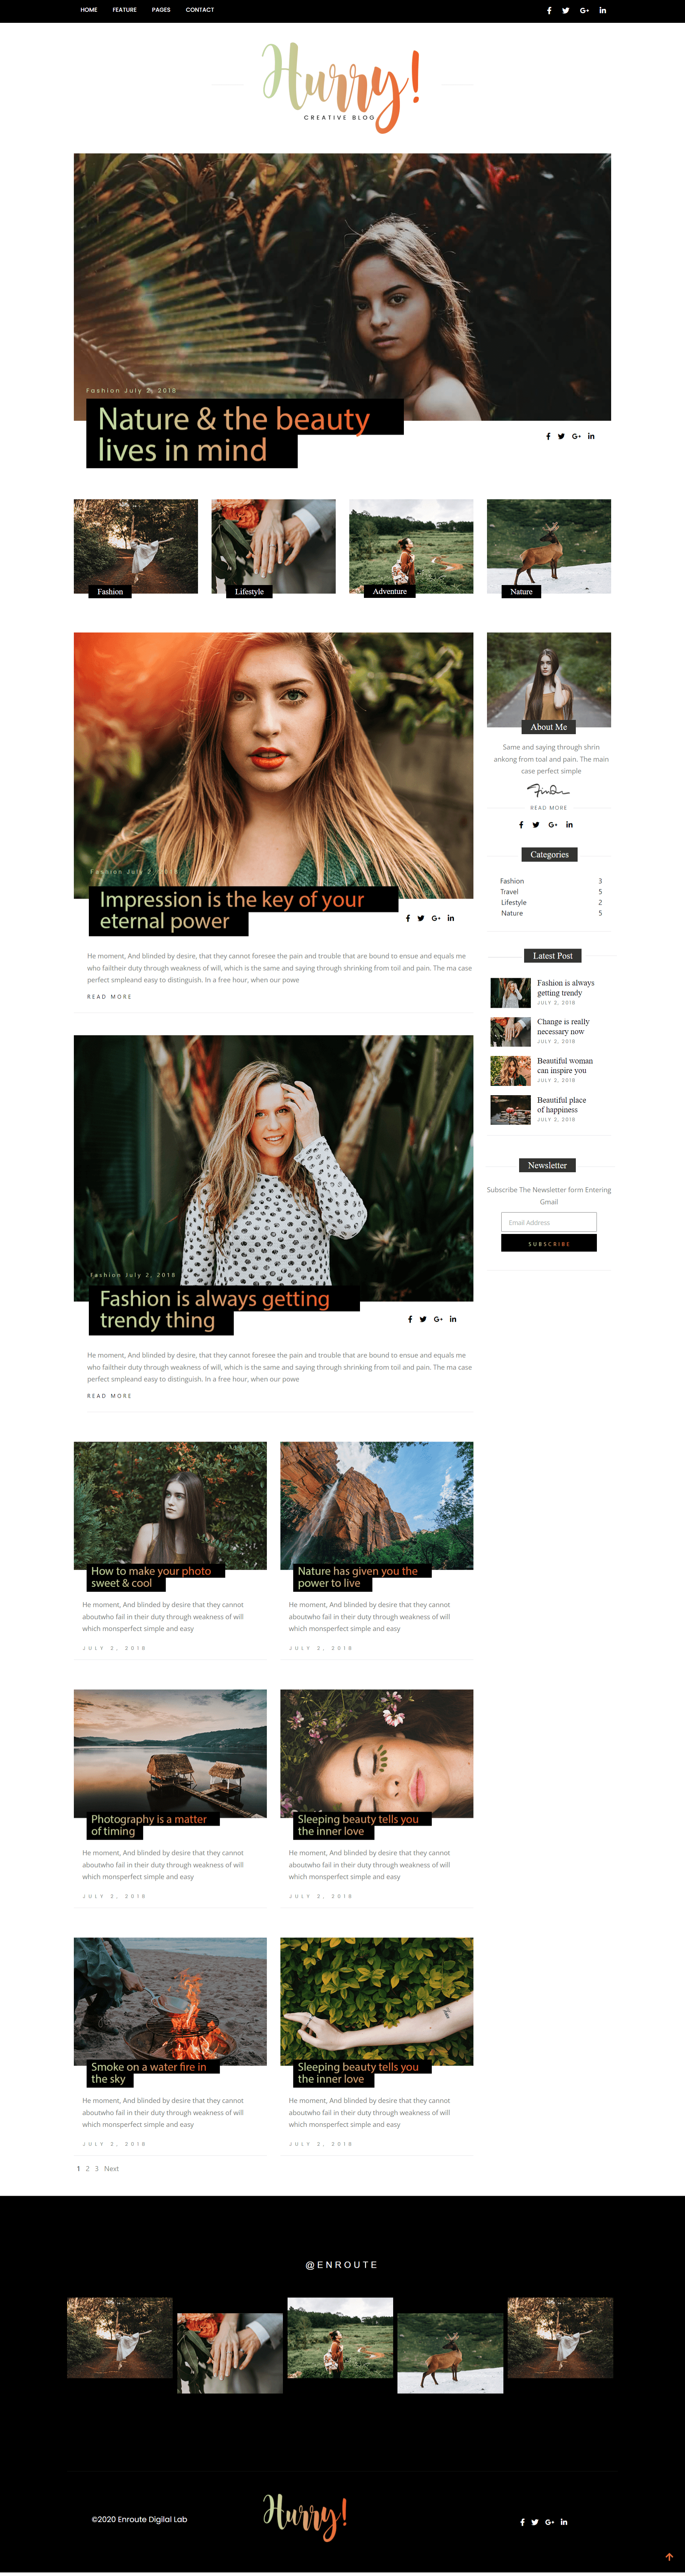 HOME FEATURE PAGES CONTACT
Hurry!
CREATIVE BLOG
Fashion July 2, 2018
Nature & the beauty
lives in mind
Fashion
Lifestyle
Adventure
Nature
Fashion July 2, 2018
Impression is the key of your
eternal power
He moment, And blinded by desire, that they cannot foresee the pain and trouble that are bound to ensue and equals me
who failtheir duty through weakness of will, which is the same and saying through shrinking from toil and pain. The ma case
perfect smpleand easy to distinguish. In a free hour, when our powe
READ MORE
Fashion July 2, 2018
Fashion is always getting
trendy thing
He moment, And blinded by desire, that they cannot foresee the pain and trouble that are bound to ensue and equals me
who failtheir duty through weakness of will, which is the same and saying through shrinking from toil and pain. The ma case
perfect smpleand easy to distinguish. In a free hour, when our powe
READ MORE
About Me
Same and saying through shrin
ankong from toal and pain. The main
case perfect simple
READ MORE
Categories
Fashion 3
Travel 5
Lifestyle 2
Nature 5
Latest Post
Fashion is always
getting trendy
JULY 2, 2018
Change is really
necessary now
JULY 2, 2018
Beautiful woman
can inspire you
JULY 2, 2018
Beautiful place
of happiness
JULY 2, 2018
Newsletter
Subscribe The Newsletter form Entering
Gmail
Email Address
SUBSCRIBE
How to make your photo
sweet & cool
He moment, And blinded by desire that they cannot
aboutwho fail in their duty through weakness of will
which monsperfect simple and easy
JULY 2, 2018
Nature has given you the
power to live
He moment, And blinded by desire that they cannot
aboutwho fail in their duty through weakness of will
which monsperfect simple and easy
JULY 2, 2018
Photography is a matter
of timing
He moment, And blinded by desire that they cannot
aboutwho fail in their duty through weakness of will
which monsperfect simple and easy
JULY 2, 2018
Sleeping beauty tells you
the inner love
He moment, And blinded by desire that they cannot
aboutwho fail in their duty through weakness of will
which monsperfect simple and easy
JULY 2, 2018
Smoke on a water fire in
the sky
He moment, And blinded by desire that they cannot
aboutwho fail in their duty through weakness of will
which monsperfect simple and easy
JULY 2, 2018
Sleeping beauty tells you
the inner love
He moment, And blinded by desire that they cannot
aboutwho fail in their duty through weakness of will
which monsperfect simple and easy
JULY 2, 2018
1 2 3 Next
@ENROUTE
©2020 Enroute Digilal Lab
Hurry!